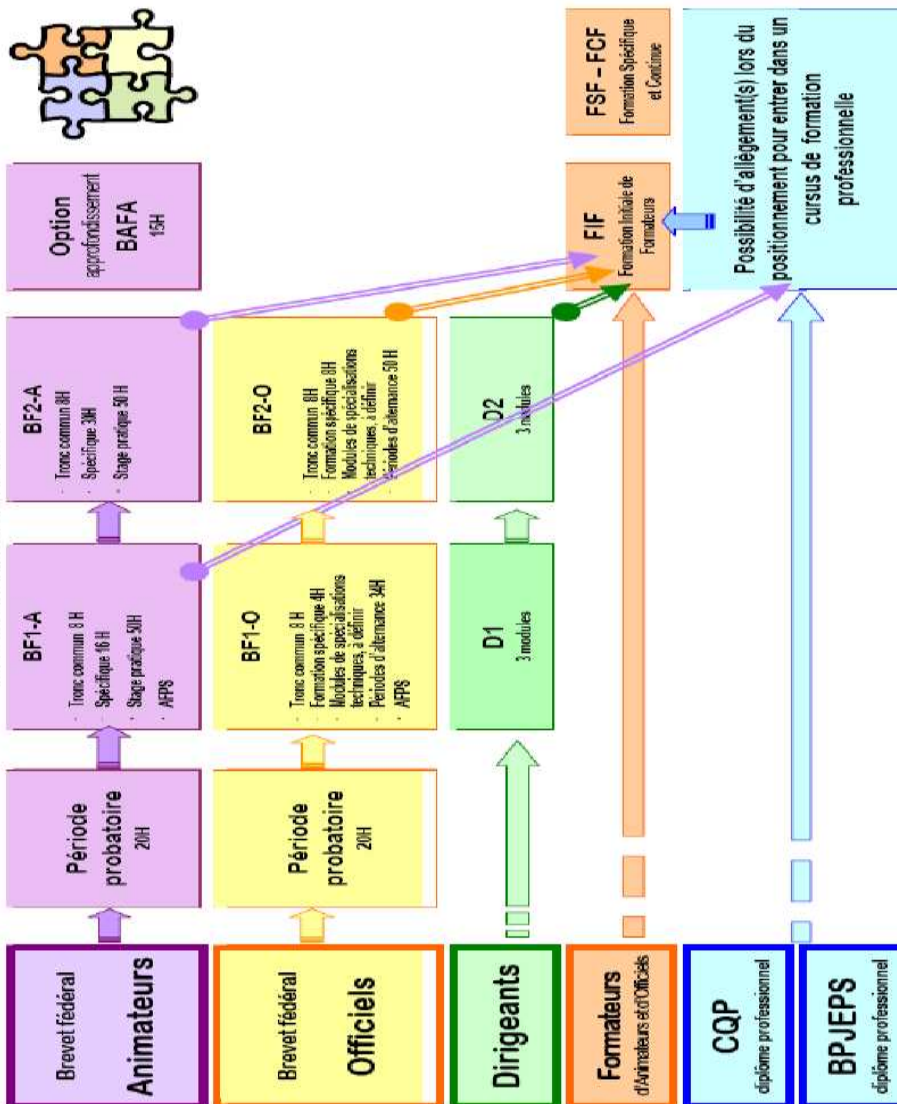 Brevet fédéral
Animateurs
Période
probatoire
20H
BF1-A
· Tronc commun 8 H
· Spécifique 16 H
· Stage pratique 50H
· AFPS
BF2-A
· Tronc commun 8H
· Spécifique 30H
· Stage pratique 50 H
Option
approfondissement
BAFA
15H
Brevet fédéral
Officiels
Période
probatoire
20H
BF1-O
· Tronc commun 8 H
· Formation spécifique 4H
· Modules de spécialisations
techniques, à définir
· Périodes d'alternance 34H
· AFPS
BF2-O
· Tronc commun 8H
· Formation spécifique 8H
· Modules de spécialisations
techniques, à définir
· Périodes d'alternance 50 H
Dirigeants
D1
3 modules
D2
3 modules
Formateurs
d'Animateurs et d'Officiels
FIF
Formation Initiale de
Formateurs
FSF – FCF
Formation Spécifique
et Continue
CQP
diplôme professionnel
BPJEPS
diplôme professionnel
Possibilité d'allègement(s) lors du
positionnement pour entrer dans un
cursus de formation
professionnelle